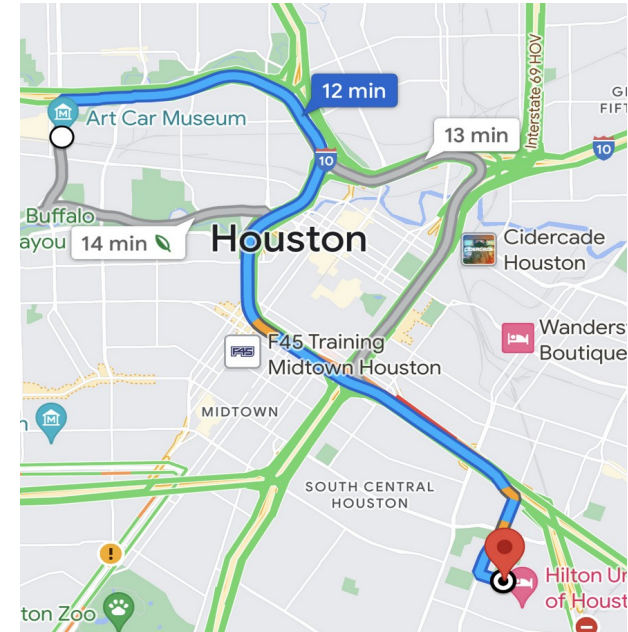 12 min
Art Car Museum
13 min
Interstate 69 HOV
10
10
Buffalo
ayou
14 min
Houston
Cidercade
Houston
F45
F45 Training
Midtown Houston
Wanders
Boutique
MIDTOWN
SOUTH CENTRAL
HOUSTON
Hilton Un
of Houst
ton Zoo